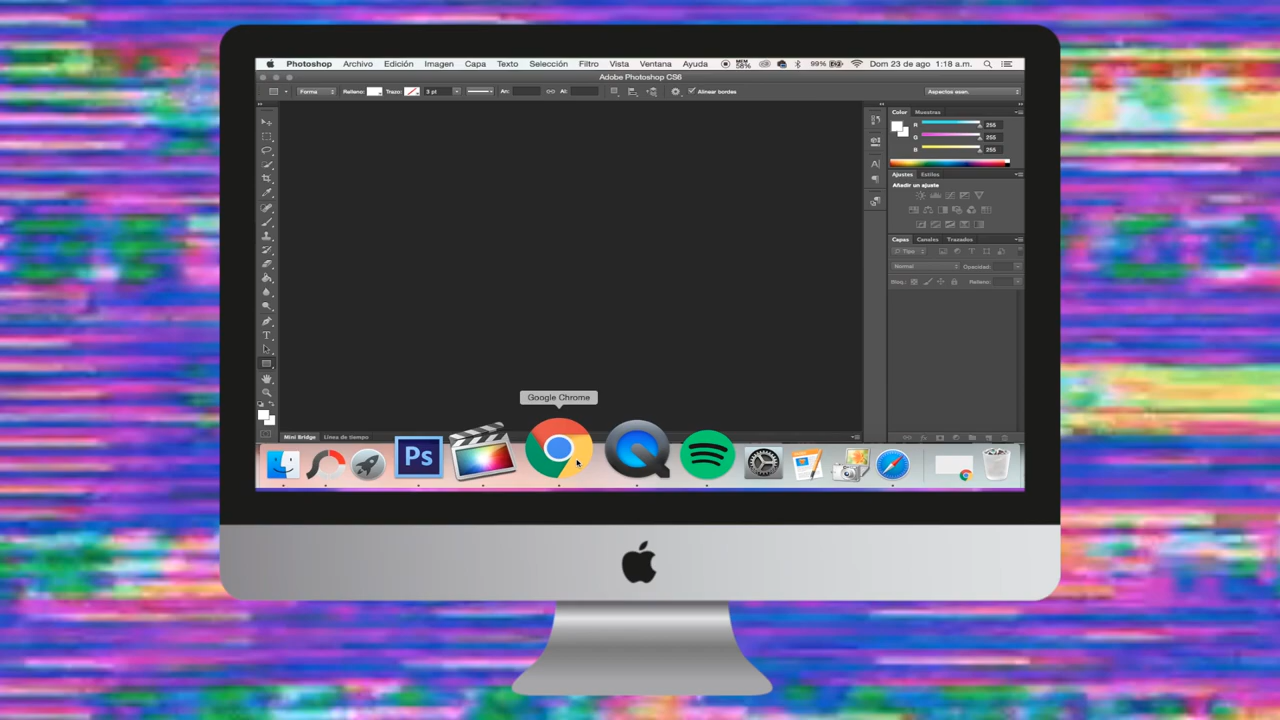 Photoshop Archivo Edición Imagen Capa Texto Selección Filtro Vista Ventana Ayuda MEM 58% 99% Dom 23 de ago 1:18 a.m.
Adobe Photoshop CS6
Forma Relleno: Trazo: 3 pt An: Al: Alinear bordes Aspectos esen.
Color Muestras
R 255
G 255
B 255
Ajustes Estilos
Añadir un ajuste
Capas Canales Trazados
Tipo
Normal Opacidad:
Bloq.: Relleno:
Google Chrome
Mini Bridge Línea de tiempo
Ps